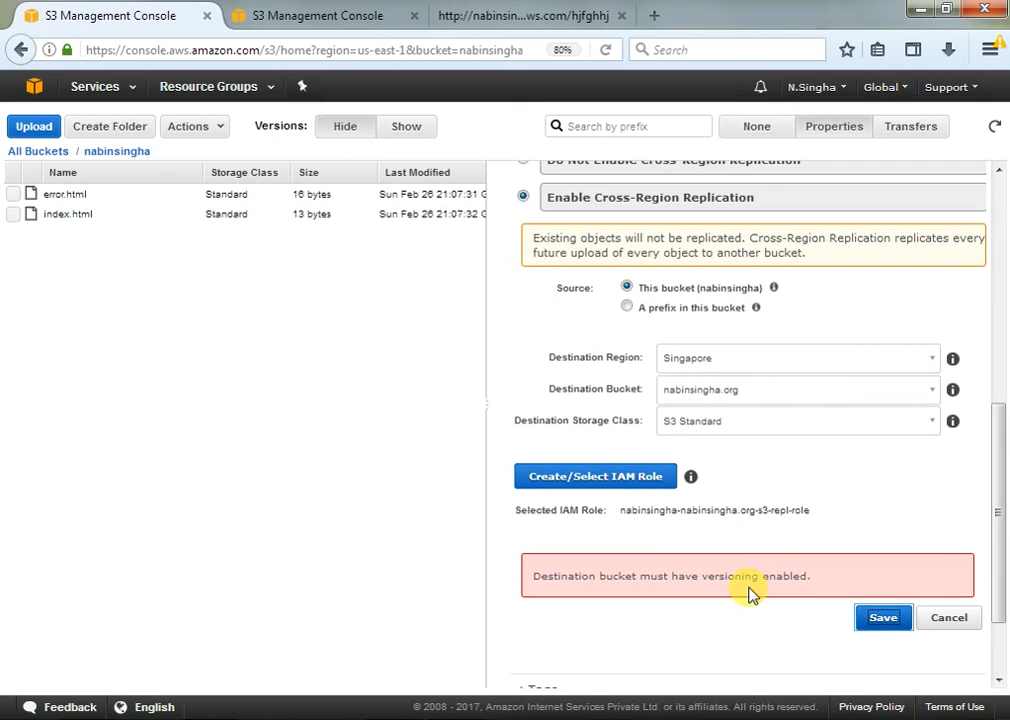 S3 Management Console
S3 Management Console
http://nabinsin...ws.com/hjfghhj
https://console.aws.amazon.com/s3/home?region=us-east-1&bucket=nabinsingha
80%
Search
Services
Resource Groups
N.Singha
Global
Support
Upload
Create Folder
Actions
Versions:
Hide
Show
Search by prefix
None
Properties
Transfers
All Buckets / nabinsingha
Name
Storage Class
Size
Last Modified
error.html
Standard
16 bytes
Sun Feb 26 21:07:31 G
index.html
Standard
13 bytes
Sun Feb 26 21:07:32 G
Do Not Enable Cross-Region Replication
Enable Cross-Region Replication
Existing objects will not be replicated. Cross-Region Replication replicates every
future upload of every object to another bucket.
Source:
This bucket (nabinsingha)
A prefix in this bucket
Destination Region:
Singapore
Destination Bucket:
nabinsingha.org
Destination Storage Class:
S3 Standard
Create/Select IAM Role
Selected IAM Role:
nabinsingha-nabinsingha.org-s3-repl-role
Destination bucket must have versioning enabled.
Save
Cancel
Tags
Feedback
English
© 2008 - 2017, Amazon Internet Services Private Ltd. or its affiliates. All rights reserved.
Privacy Policy
Terms of Use